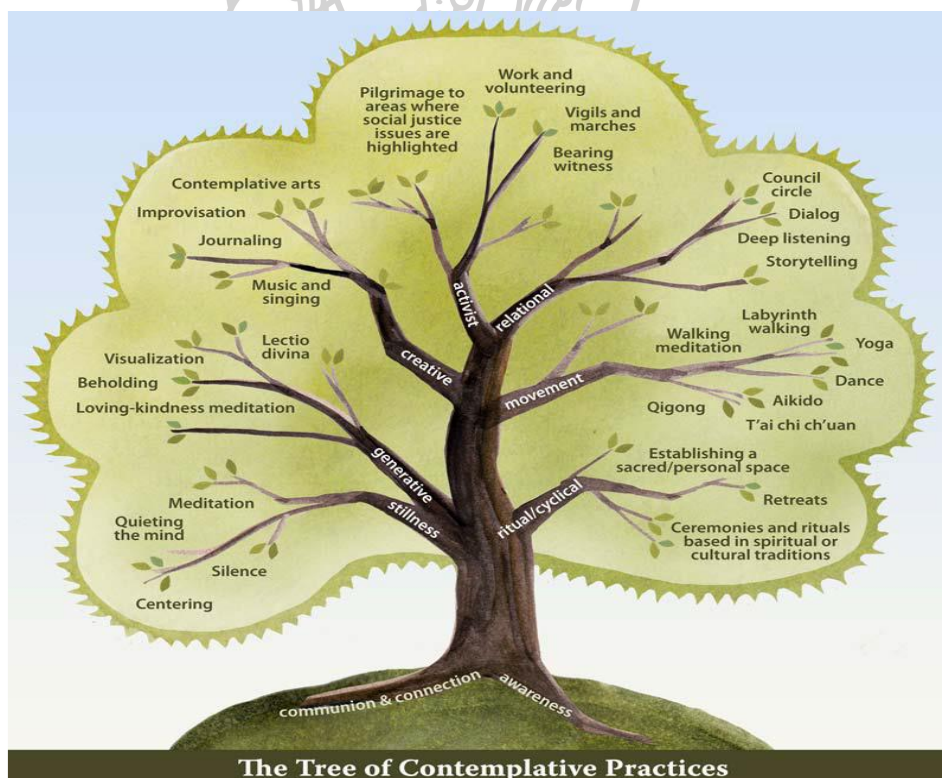 Work and
volunteering
Pilgrimage to
areas where
social justice
issues are
highlighted
Vigils and
marches
Bearing
witness
Contemplative arts
Improvisation
Journaling
Music and
singing
Council
circle
Dialog
Deep listening
Storytelling
activist
relational
creative
Lectio
divina
Visualization
Beholding
Loving-kindness meditation
Labyrinth
walking
Walking
meditation
Yoga
Dance
Aikido
Qigong
T'ai chi ch'uan
movement
generative
stillness
Meditation
Quieting
the mind
Silence
Centering
ritual/cyclical
Establishing a
sacred/personal space
Retreats
Ceremonies and rituals
based in spiritual or
cultural traditions
communion & connection
awareness
The Tree of Contemplative Practices